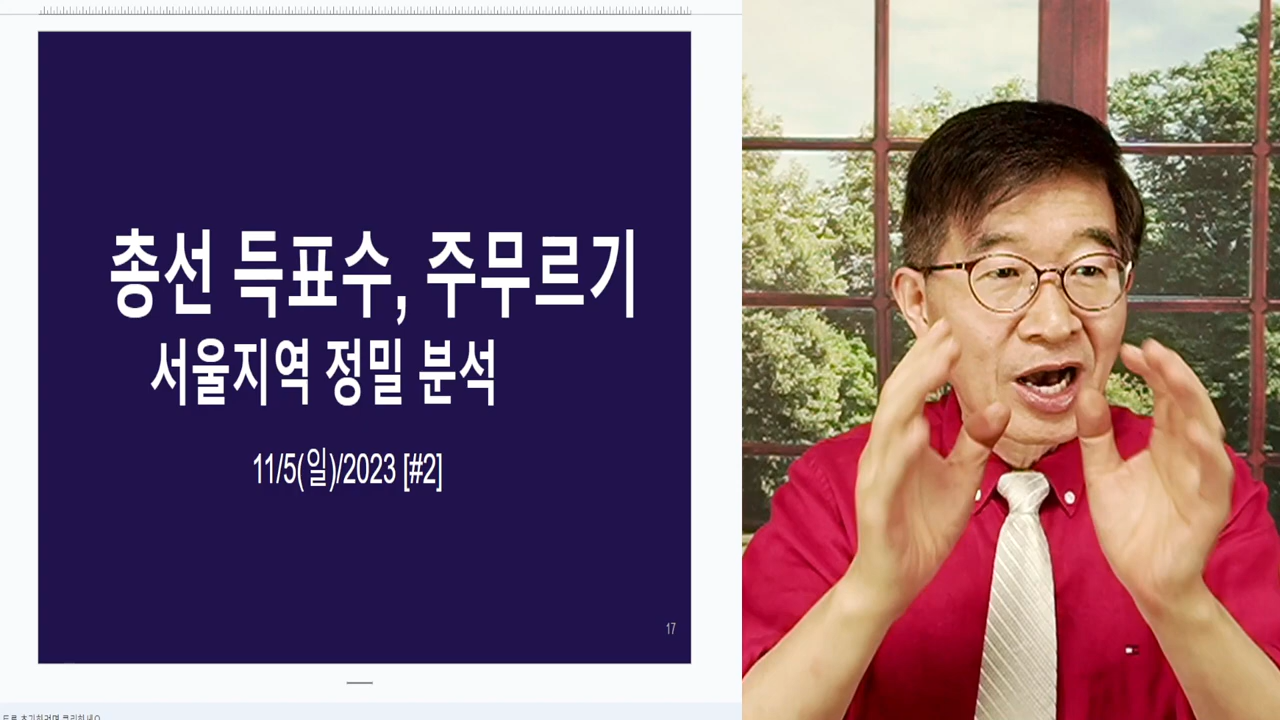 총선 득표수, 주무르기
서울지역 정밀 분석
11/5(일)/2023 [#2]
17